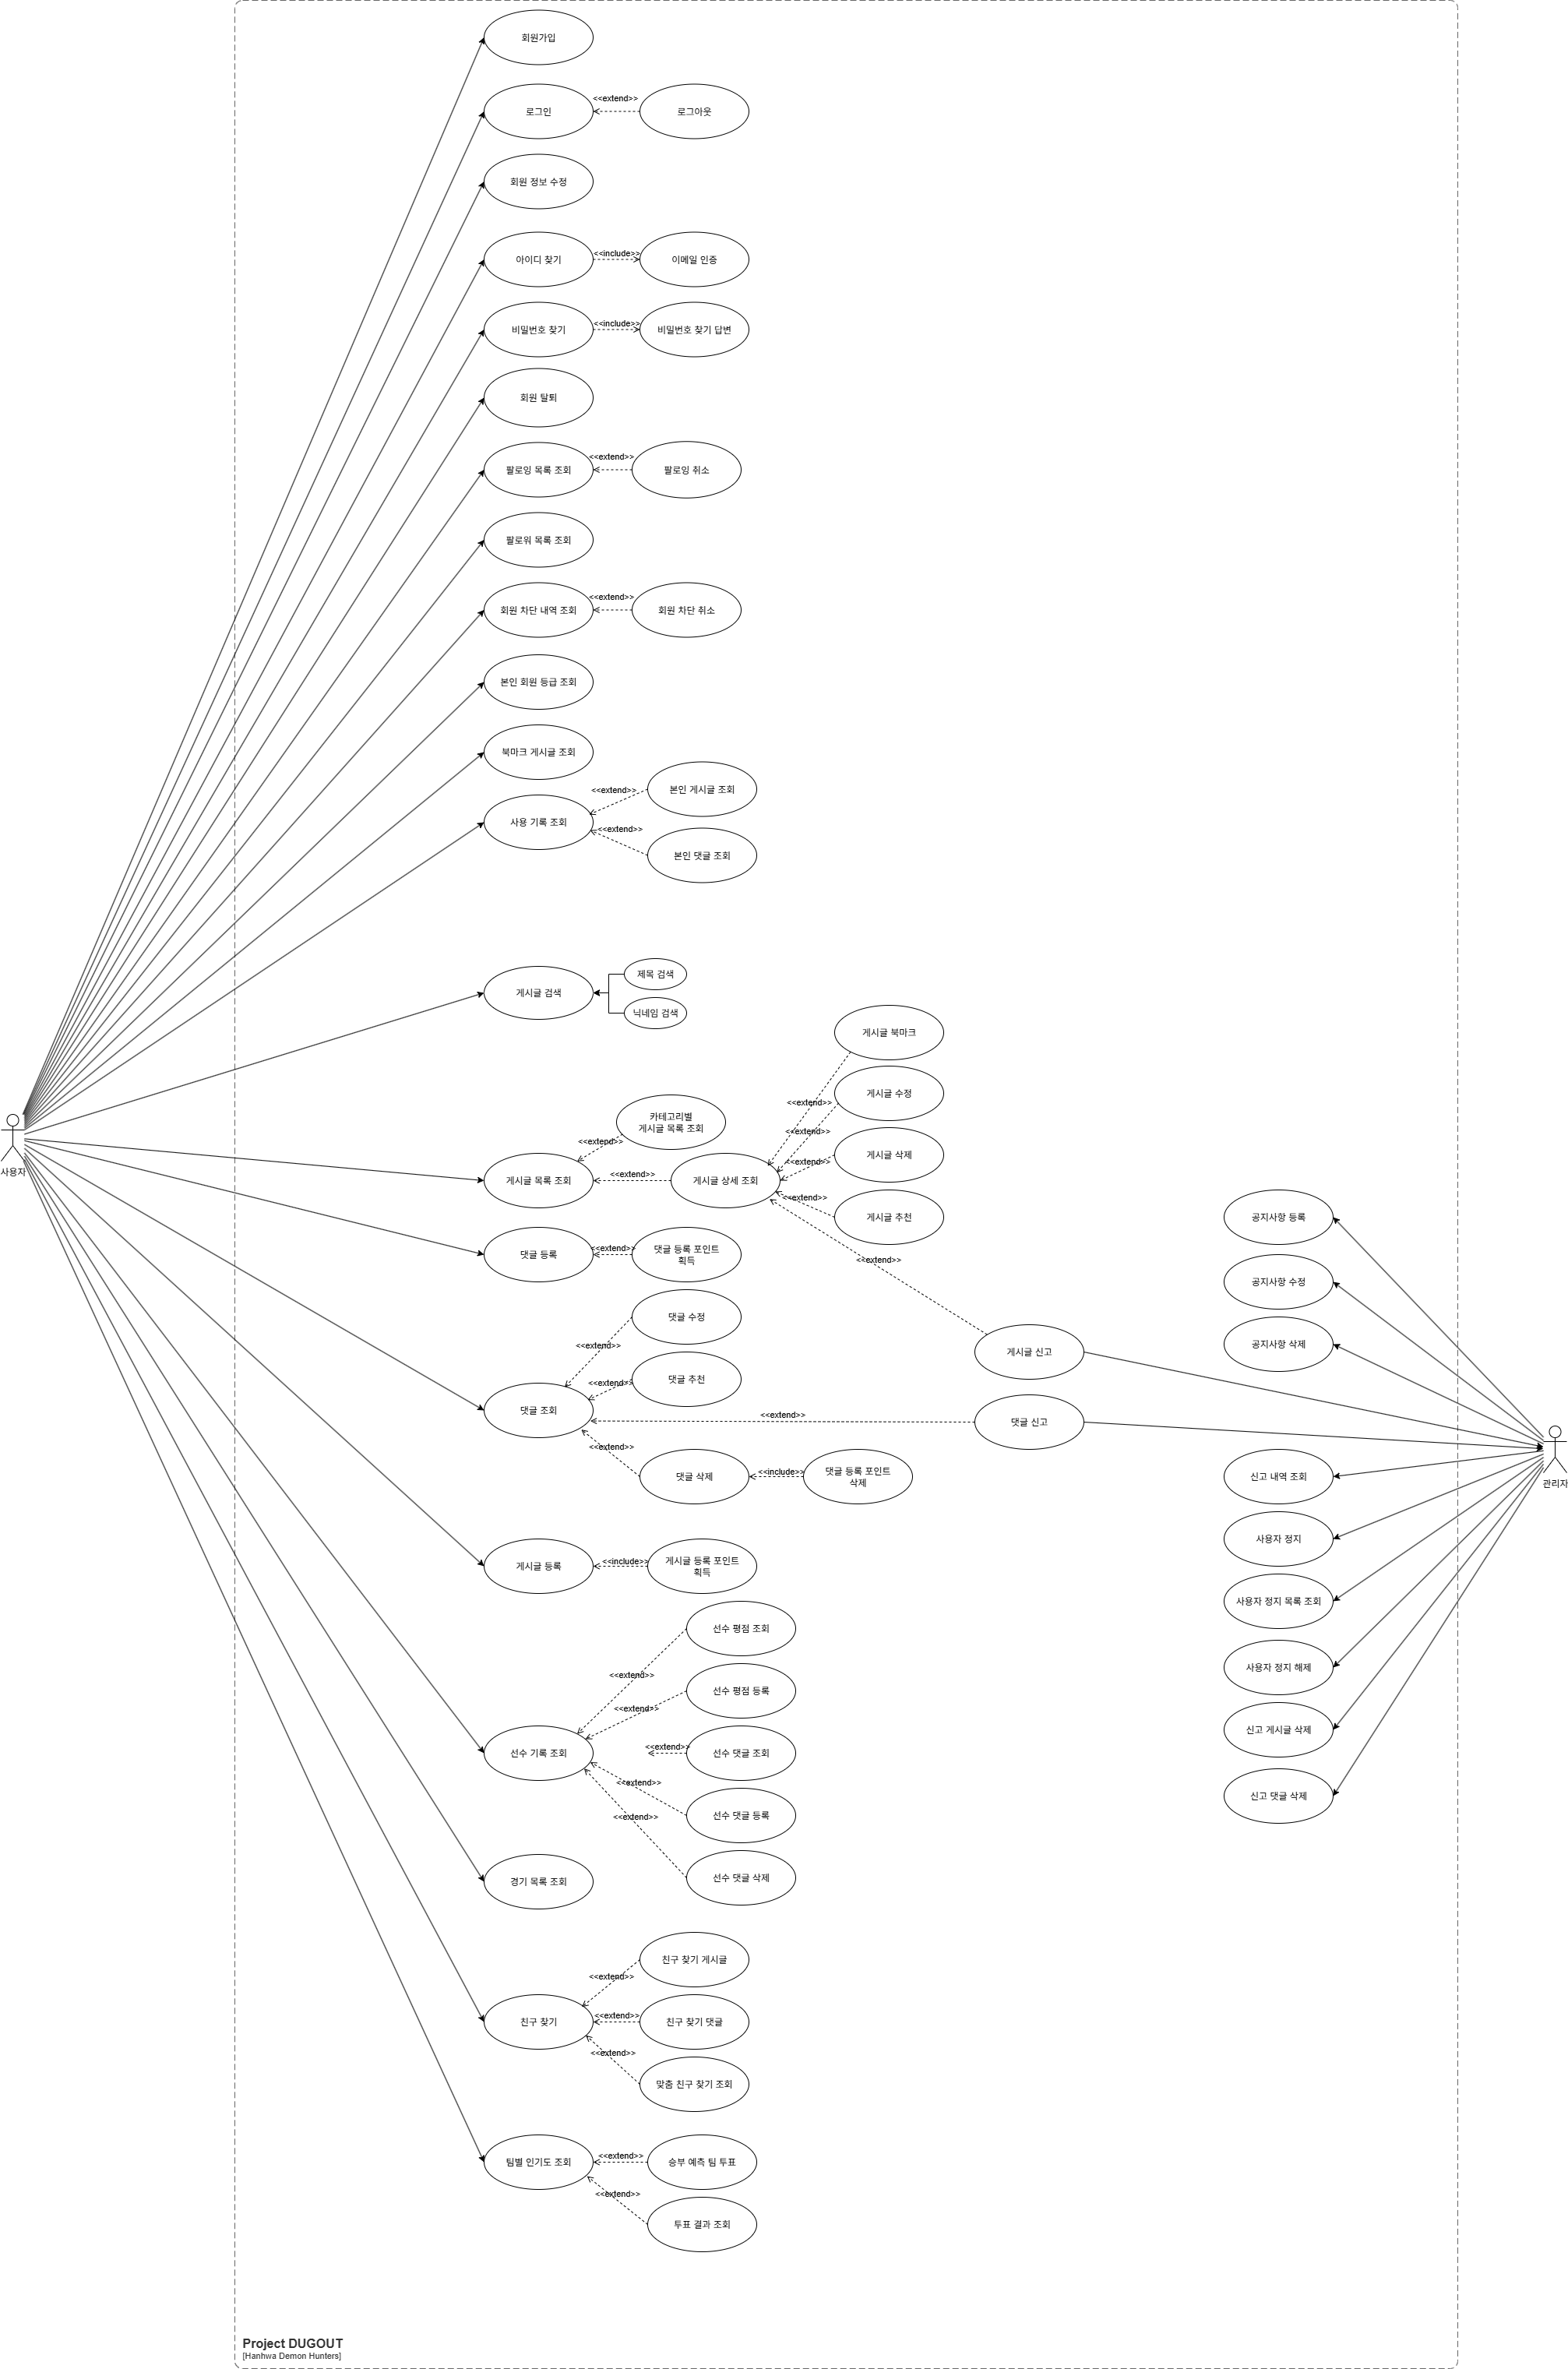 회원가입
로그인
<<extend>>
로그아웃
회원 정보 수정
아이디 찾기
<<include>>
이메일 인증
비밀번호 찾기
<<include>>
비밀번호 찾기 답변
회원 탈퇴
팔로잉 목록 조회
<<extend>>
팔로잉 취소
팔로워 목록 조회
회원 차단 내역 조회
<<extend>>
회원 차단 취소
본인 회원 등급 조회
북마크 게시글 조회
사용 기록 조회
<<extend>>
본인 게시글 조회
<<extend>>
본인 댓글 조회
게시글 검색
제목 검색
닉네임 검색
사용자
게시글 목록 조회
<<extend>>
카테고리별
게시글 목록 조회
<<extend>>
게시글 상세 조회
<<extend>>
게시글 북마크
<<extend>>
게시글 수정
<<extend>>
게시글 삭제
<<extend>>
게시글 추천
<<extend>>
게시글 신고
댓글 등록
<<extend>>
댓글 등록 포인트
획득
댓글 조회
<<extend>>
댓글 수정
<<extend>>
댓글 추천
<<extend>>
댓글 신고
<<extend>>
댓글 삭제
<<include>>
댓글 등록 포인트
삭제
게시글 등록
<<include>>
게시글 등록 포인트
획득
선수 기록 조회
<<extend>>
선수 평점 조회
<<extend>>
선수 평점 등록
<<extend>>
선수 댓글 조회
<<extend>>
선수 댓글 등록
<<extend>>
선수 댓글 삭제
경기 목록 조회
친구 찾기
<<extend>>
친구 찾기 게시글
<<extend>>
친구 찾기 댓글
<<extend>>
맞춤 친구 찾기 조회
팀별 인기도 조회
<<extend>>
승부 예측 팀 투표
<<extend>>
투표 결과 조회
공지사항 등록
공지사항 수정
공지사항 삭제
관리자
신고 내역 조회
사용자 정지
사용자 정지 목록 조회
사용자 정지 해제
신고 게시글 삭제
신고 댓글 삭제
Project DUGOUT
[Hanhwa Demon Hunters]